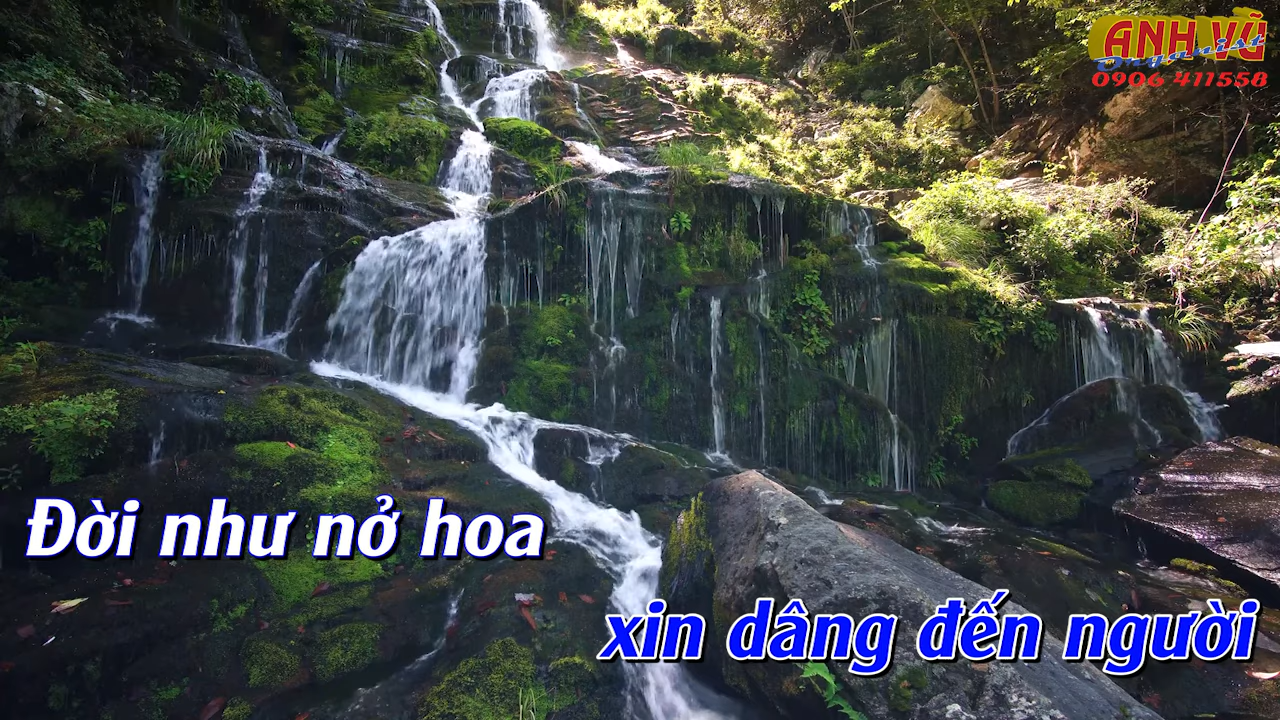 ANH VŨ
Organist
0906 411558
Đời như nở hoa
xin dâng đến người